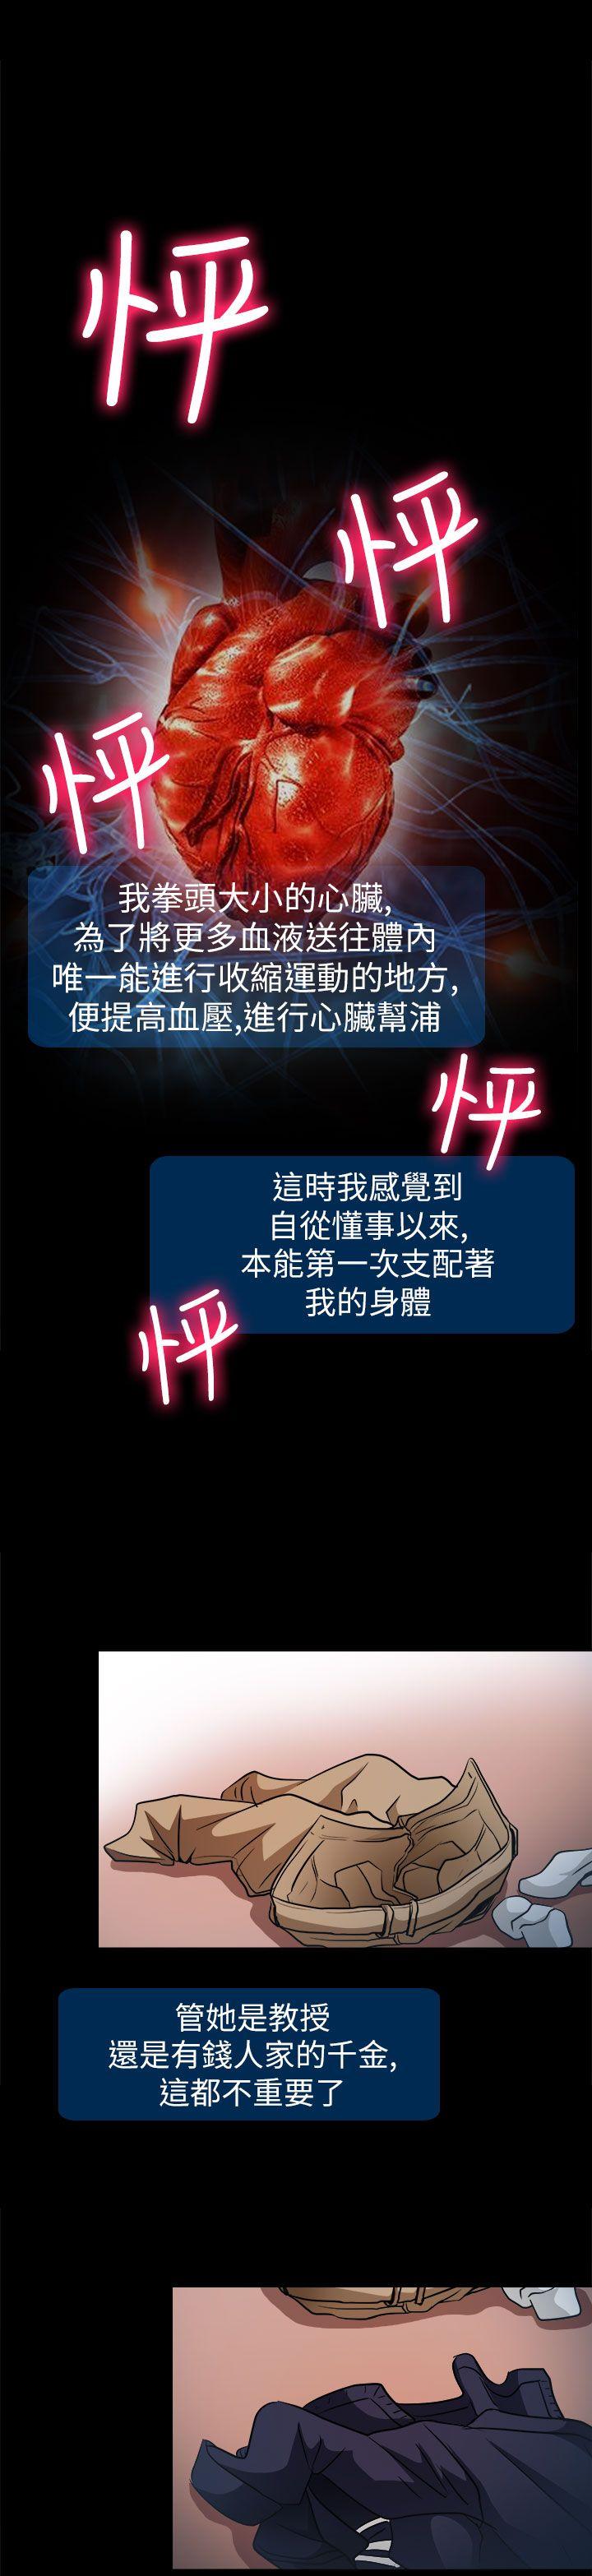 怦
怦
怦
我拳頭大小的心臟,
為了將更多血液送往體內
唯一能進行收縮運動的地方,
便提高血壓,進行心臟幫浦
怦
這時我感覺到
自從懂事以來,
本能第一次支配著
我的身體
怦
管她是教授
還是有錢人家的千金,
這都不重要了